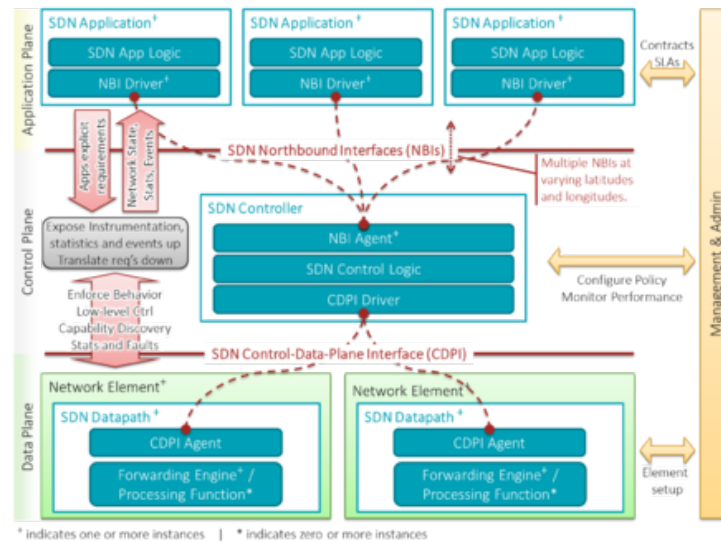 Application Plane
SDN Application⁺
SDN App Logic
NBI Driver⁺
SDN Application⁺
SDN App Logic
NBI Driver⁺
SDN Application⁺
SDN App Logic
NBI Driver⁺
Contracts
SLAs
Apps explicit
requirements
Network State,
Stats, Events
SDN Northbound Interfaces (NBIs)
Multiple NBIs at
varying latitudes
and longitudes.
Control Plane
Expose Instrumentation,
statistics and events up
Translate req's down
SDN Controller
NBI Agent⁺
SDN Control Logic
CDPI Driver
Configure Policy
Monitor Performance
Management & Admin
Enforce Behavior
Low-level Ctrl
Capability Discovery
Stats and Faults
SDN Control-Data-Plane Interface (CDPI)
Data Plane
Network Element⁺
SDN Datapath⁺
CDPI Agent
Forwarding Engine⁺ /
Processing Function*
Network Element⁺
SDN Datapath⁺
CDPI Agent
Forwarding Engine⁺ /
Processing Function*
Element
setup
⁺ indicates one or more instances | * indicates zero or more instances